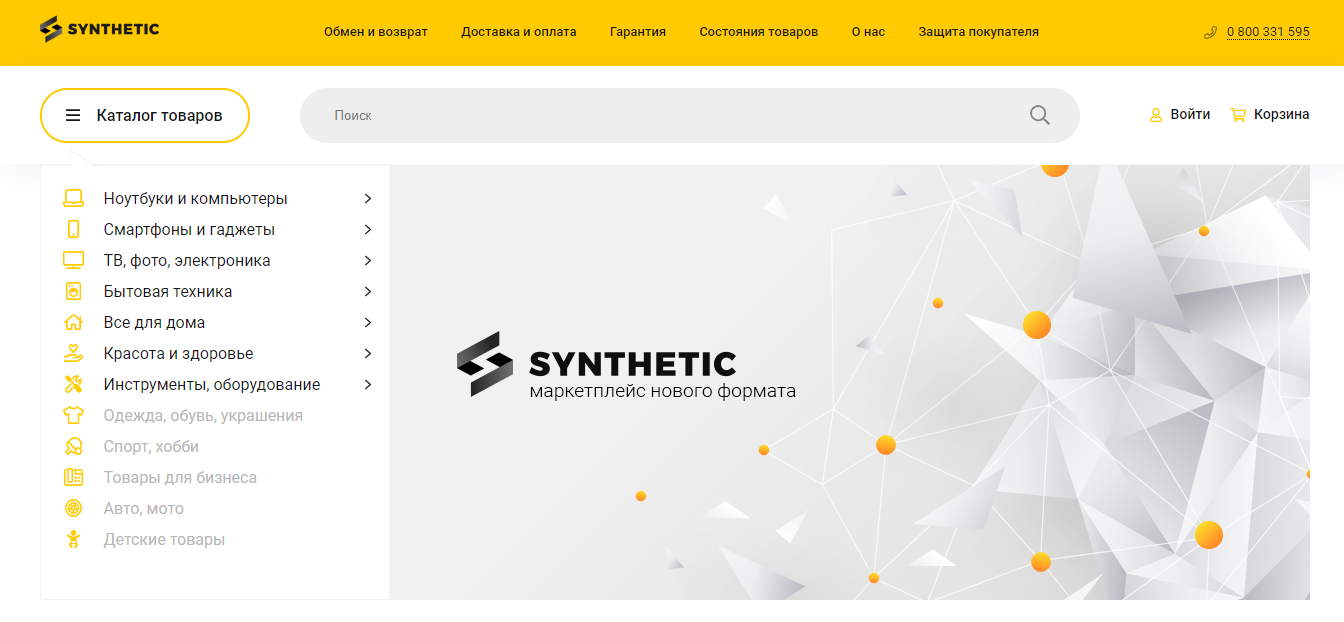 SYNTHETIC
Обмен и возврат
Доставка и оплата
Гарантия
Состояния товаров
О нас
Защита покупателя
0 800 331 595
Каталог товаров
Поиск
Войти
Корзина
Ноутбуки и компьютеры
Смартфоны и гаджеты
ТВ, фото, электроника
Бытовая техника
Все для дома
Красота и здоровье
Инструменты, оборудование
Одежда, обувь, украшения
Спорт, хобби
Товары для бизнеса
Авто, мото
Детские товары
SYNTHETIC
маркетплейс нового формата